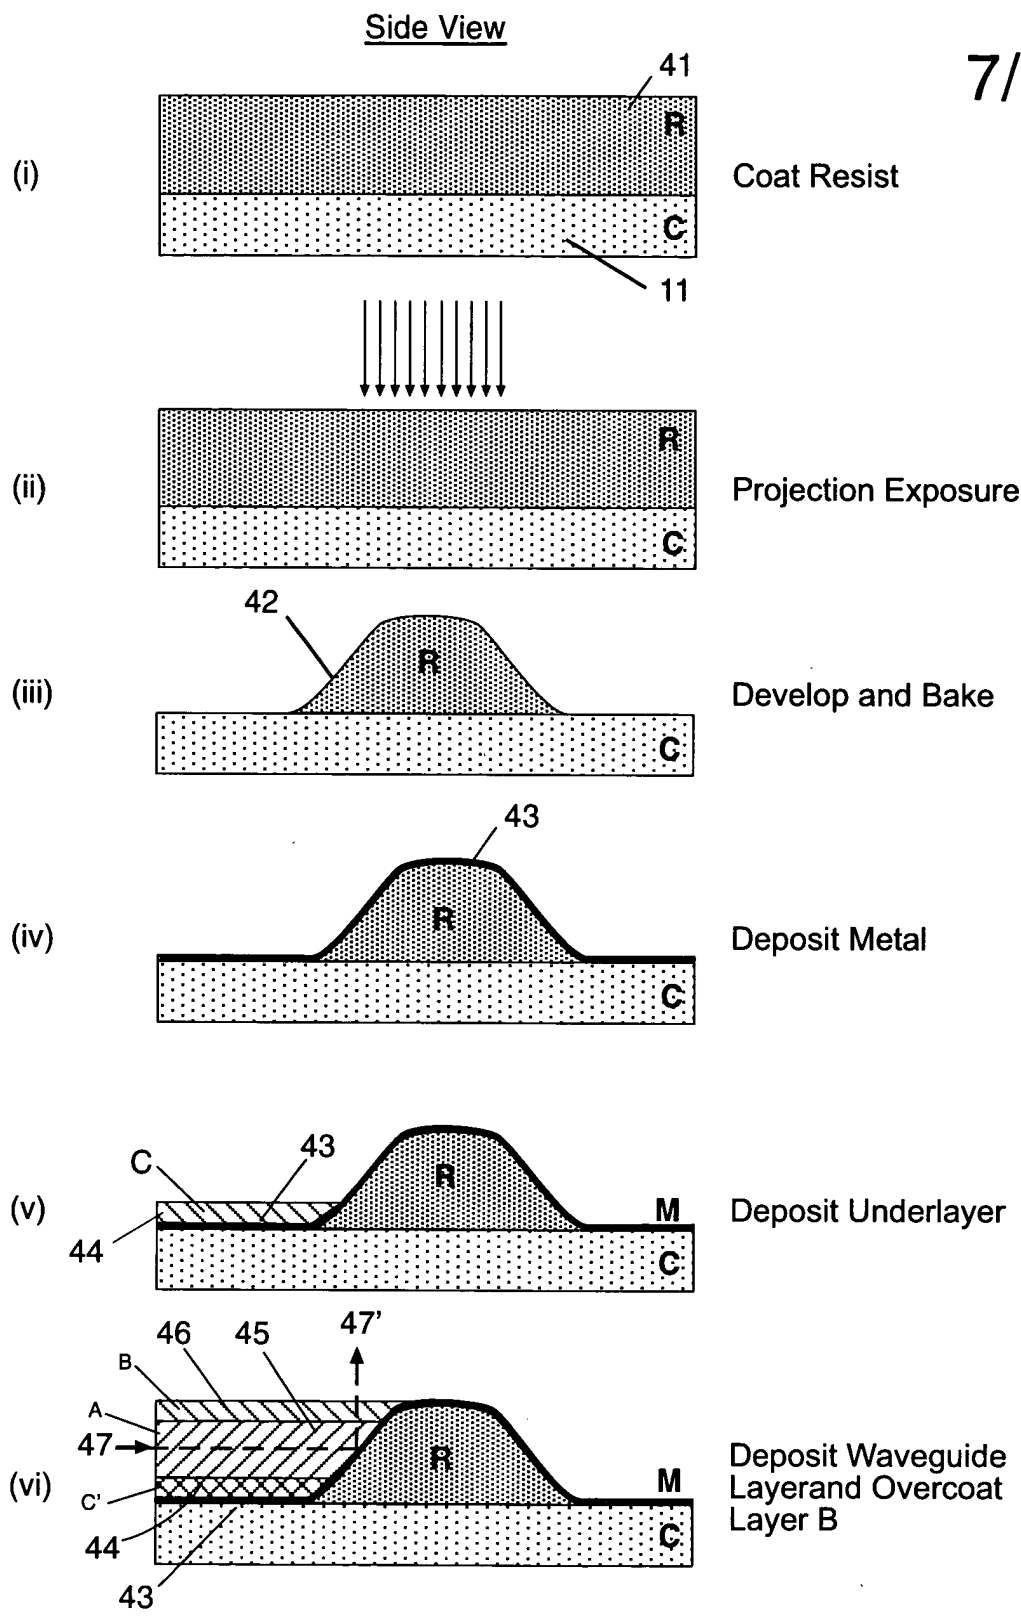 Side View
7/
41
R
(i)
Coat Resist
C
11
R
(ii)
Projection Exposure
C
42
R
(iii)
Develop and Bake
C
43
R
(iv)
Deposit Metal
C
C
43
R
(v)
M
Deposit Underlayer
44
C
47'
46
45
B
A
47
R
(vi)
M
Deposit Waveguide
Layerand Overcoat
Layer B
C'
C
44
43